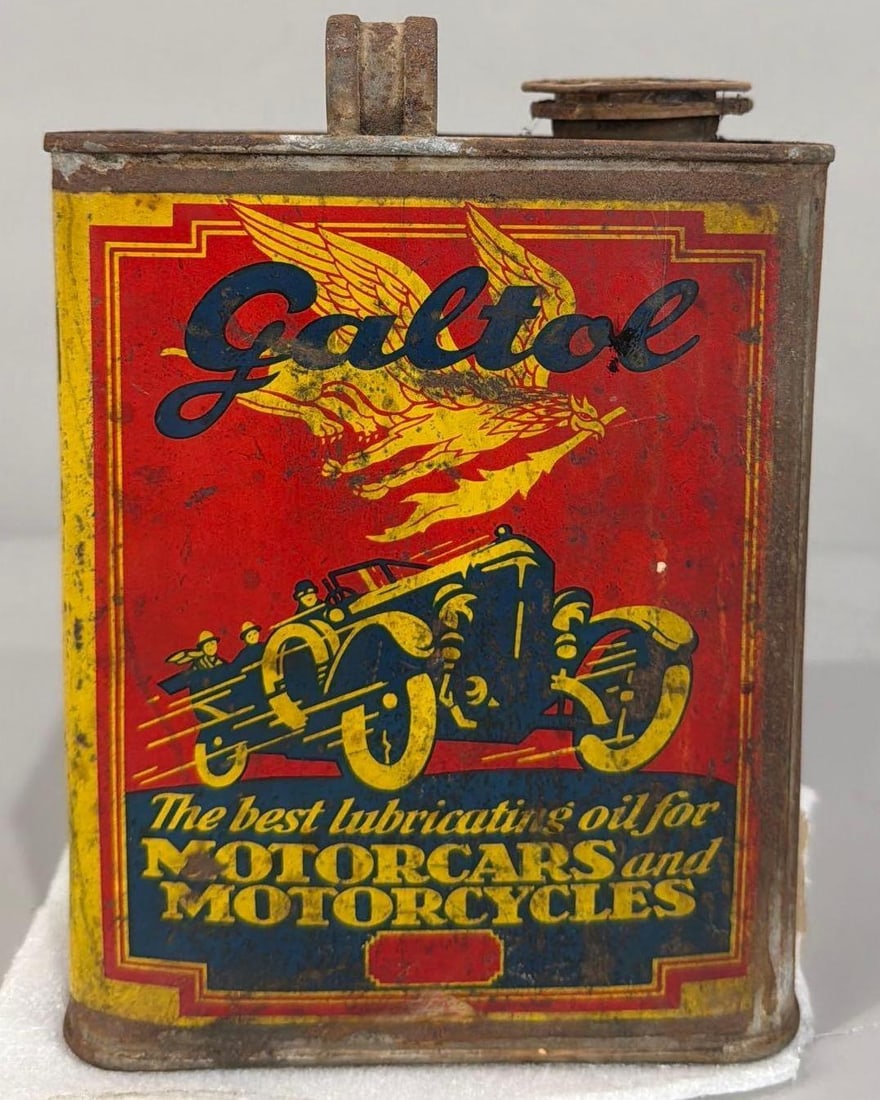 Galtol
The best lubricating oil for
MOTORCARS and
MOTORCYCLES